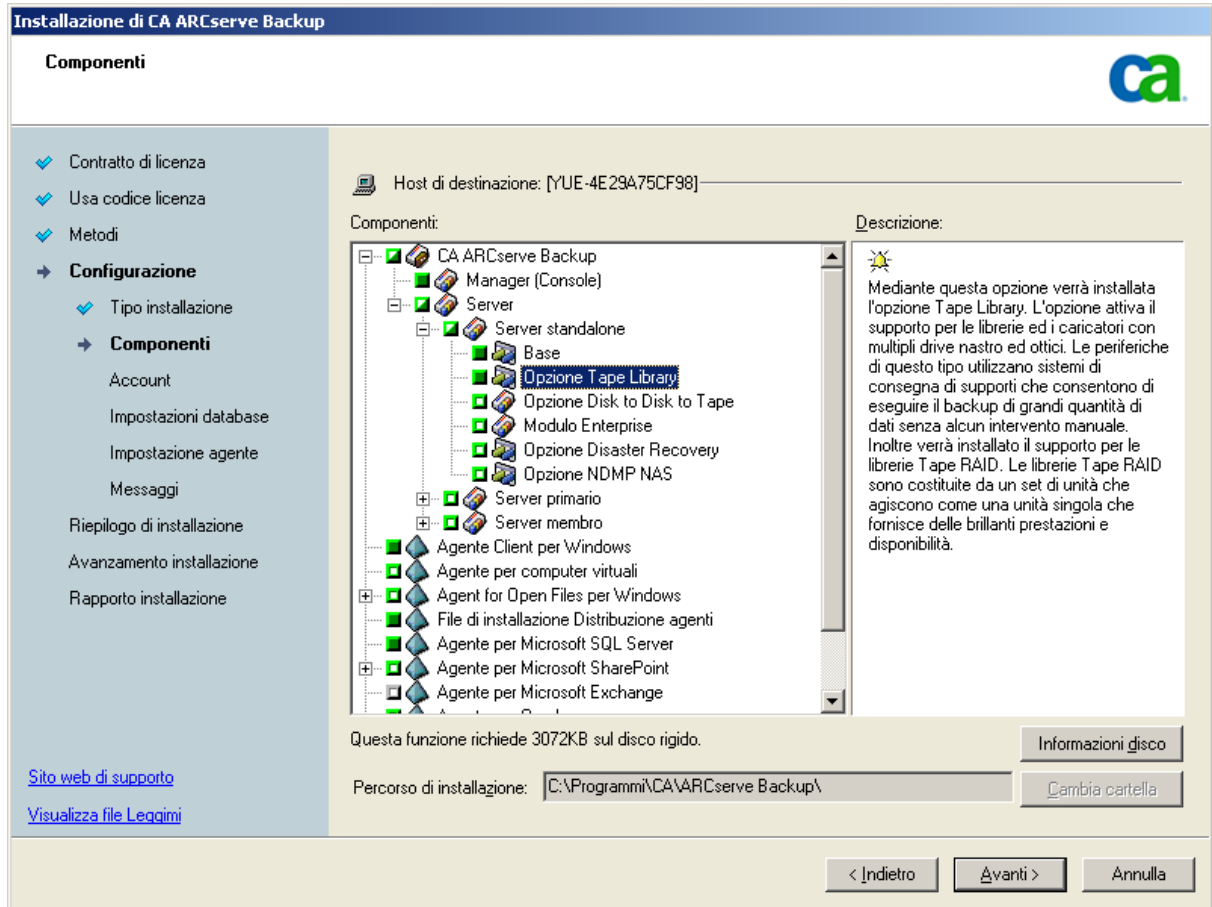 Installazione di CA ARCserve Backup
Componenti
ca
Contratto di licenza
Usa codice licenza
Metodi
Configurazione
Tipo installazione
Componenti
Account
Impostazioni database
Impostazione agente
Messaggi
Riepilogo di installazione
Avanzamento installazione
Rapporto installazione
Sito web di supporto
Visualizza file Leggimi
Host di destinazione: [YUE-4E29A75CF98]
Componenti:
CA ARCserve Backup
Manager (Console)
Server
Server standalone
Base
Opzione Tape Library
Opzione Disk to Disk to Tape
Modulo Enterprise
Opzione Disaster Recovery
Opzione NDMP NAS
Server primario
Server membro
Agente Client per Windows
Agente per computer virtuali
Agent for Open Files per Windows
File di installazione Distribuzione agenti
Agente per Microsoft SQL Server
Agente per Microsoft SharePoint
Agente per Microsoft Exchange
Descrizione:
Mediante questa opzione verrà installata
l'opzione Tape Library. L'opzione attiva il
supporto per le librerie ed i caricatori con
multipli drive nastro ed ottici. Le periferiche
di questo tipo utilizzano sistemi di
consegna di supporti che consentono di
eseguire il backup di grandi quantità di
dati senza alcun intervento manuale.
Inoltre verrà installato il supporto per le
librerie Tape RAID. Le librerie Tape RAID
sono costituite da un set di unità che
agiscono come una unità singola che
fornisce delle brillanti prestazioni e
disponibilità.
Questa funzione richiede 3072KB sul disco rigido.
Informazioni disco
Percorso di installazione:
C:\Programmi\CA\ARCserve Backup\
Cambia cartella
< Indietro
Avanti >
Annulla